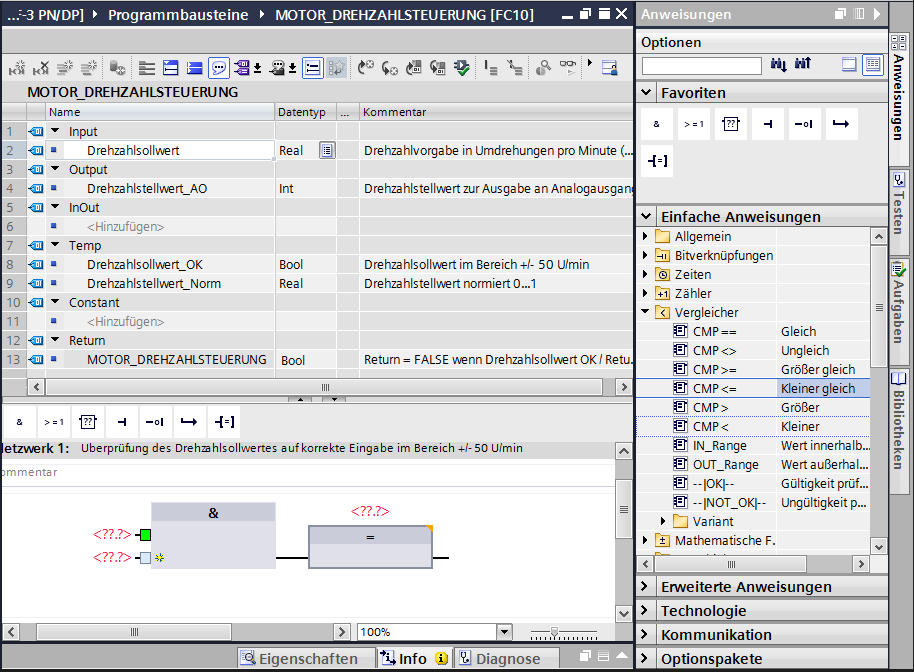 ...-3 PN/DP] Programmbausteine MOTOR_DREHZAHLSTEUERUNG [FC10]
MOTOR_DREHZAHLSTEUERUNG
Name Datentyp ... Kommentar
1 Input
2 Drehzahlsollwert Real Drehzahlvorgabe in Umdrehungen pro Minute (...
3 Output
4 Drehzahlstellwert_AO Int Drehzahlstellwert zur Ausgabe an Analogausgang
5 InOut
6 <Hinzufügen>
7 Temp
8 Drehzahlsollwert_OK Bool Drehzahlsollwert im Bereich +/- 50 U/min
9 Drehzahlstellwert_Norm Real Drehzahlstellwert normiert 0...1
10 Constant
11 <Hinzufügen>
12 Return
13 MOTOR_DREHZAHLSTEUERUNG Bool Return = FALSE wenn Drehzahlsollwert OK / Retu...
& >=1 ?? -| -o| -[=]
etzwerk 1: Überprüfung des Drehzahlsollwertes auf korrekte Eingabe im Bereich +/- 50 U/min
ommentar
&
<??.?>
<??.?>
<??.?>
=
100%
Eigenschaften Info Diagnose
Anweisungen
Optionen
Favoriten
& >=1 ?? -| -o|
-[=]
Einfache Anweisungen
Allgemein
Bitverknüpfungen
Zeiten
Zähler
Vergleicher
CMP == Gleich
CMP <> Ungleich
CMP >= Größer gleich
CMP <= Kleiner gleich
CMP > Größer
CMP < Kleiner
IN_Range Wert innerhalb...
OUT_Range Wert außerhal...
--|OK|-- Gültigkeit prüf...
--|NOT_OK|-- Ungültigkeit p...
Variant
Mathematische F.
Erweiterte Anweisungen
Technologie
Kommunikation
Optionspakete
Anweisungen
Testen
Aufgaben
Bibliotheken